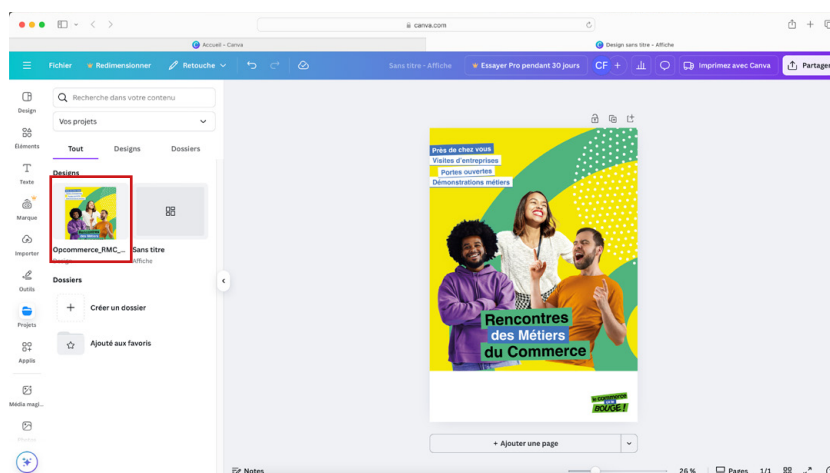 canva.com
Accueil - Canva
Design sans titre - Affiche
Fichier
Redimensionner
Retouche
Sans titre - Affiche
Essayer Pro pendant 30 jours
CF
+
Imprimez avec Canva
Partager
Design
Éléments
Texte
Marque
Importer
Outils
Projets
Applis
Média magi...
Recherche dans votre contenu
Vos projets
Tout Designs Dossiers
Designs
Opcommerce_RMC_...
Design
Sans titre
Affiche
Dossiers
Créer un dossier
Ajouté aux favoris
Près de chez vous
Visites d'entreprises
Portes ouvertes
Démonstrations métiers
Rencontres
des Métiers
du Commerce
le commerce
BOUGE !
+ Ajouter une page
Notes
26 %
Pages
1/1